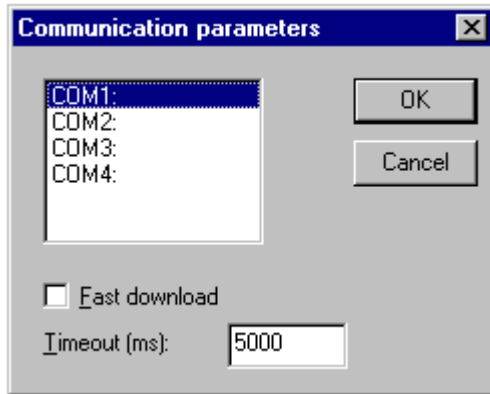 Communication parameters
COM1:
COM2:
COM3:
COM4:
OK
Cancel
Fast download
Timeout (ms): 5000